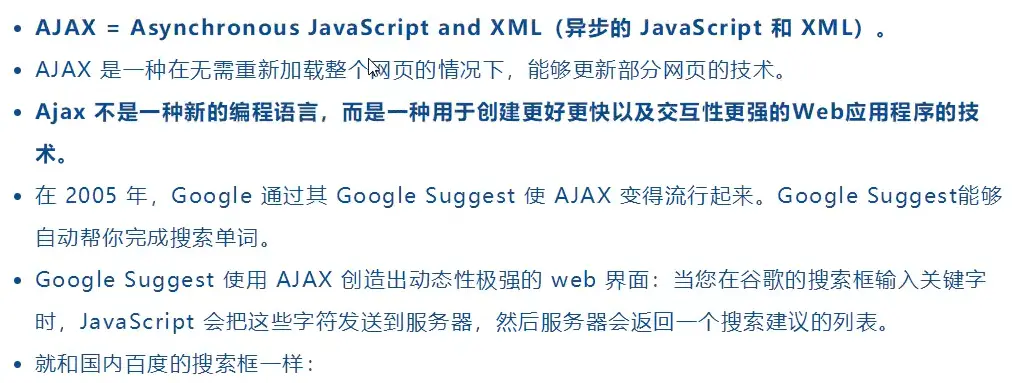 • AJAX = Asynchronous JavaScript and XML（异步的 JavaScript 和 XML）。
• AJAX 是一种在无需重新加载整个网页的情况下，能够更新部分网页的技术。
• Ajax 不是一种新的编程语言，而是一种用于创建更好更快以及交互性更强的Web应用程序的技
术。
• 在 2005 年，Google 通过其 Google Suggest 使 AJAX 变得流行起来。Google Suggest能够
自动帮你完成搜索单词。
• Google Suggest 使用 AJAX 创造出动态性极强的 web 界面：当您在谷歌的搜索框输入关键字
时，JavaScript 会把这些字符发送到服务器，然后服务器会返回一个搜索建议的列表。
• 就和国内百度的搜索框一样：